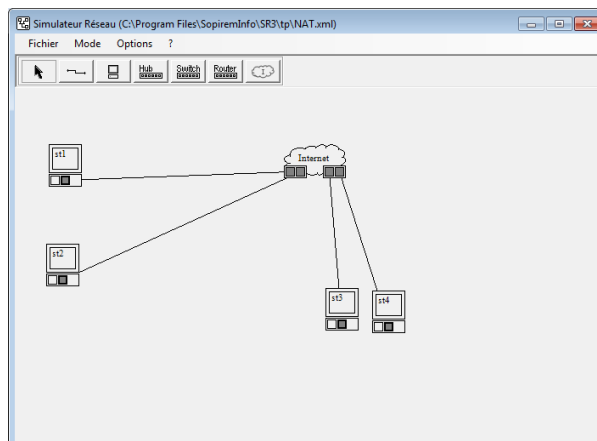 Simulateur Réseau (C:\Program Files\SopiremInfo\SR3\tp\NAT.xml)
Fichier Mode Options ?
Hub Switch Router I
st1
Internet
st2
st3
st4